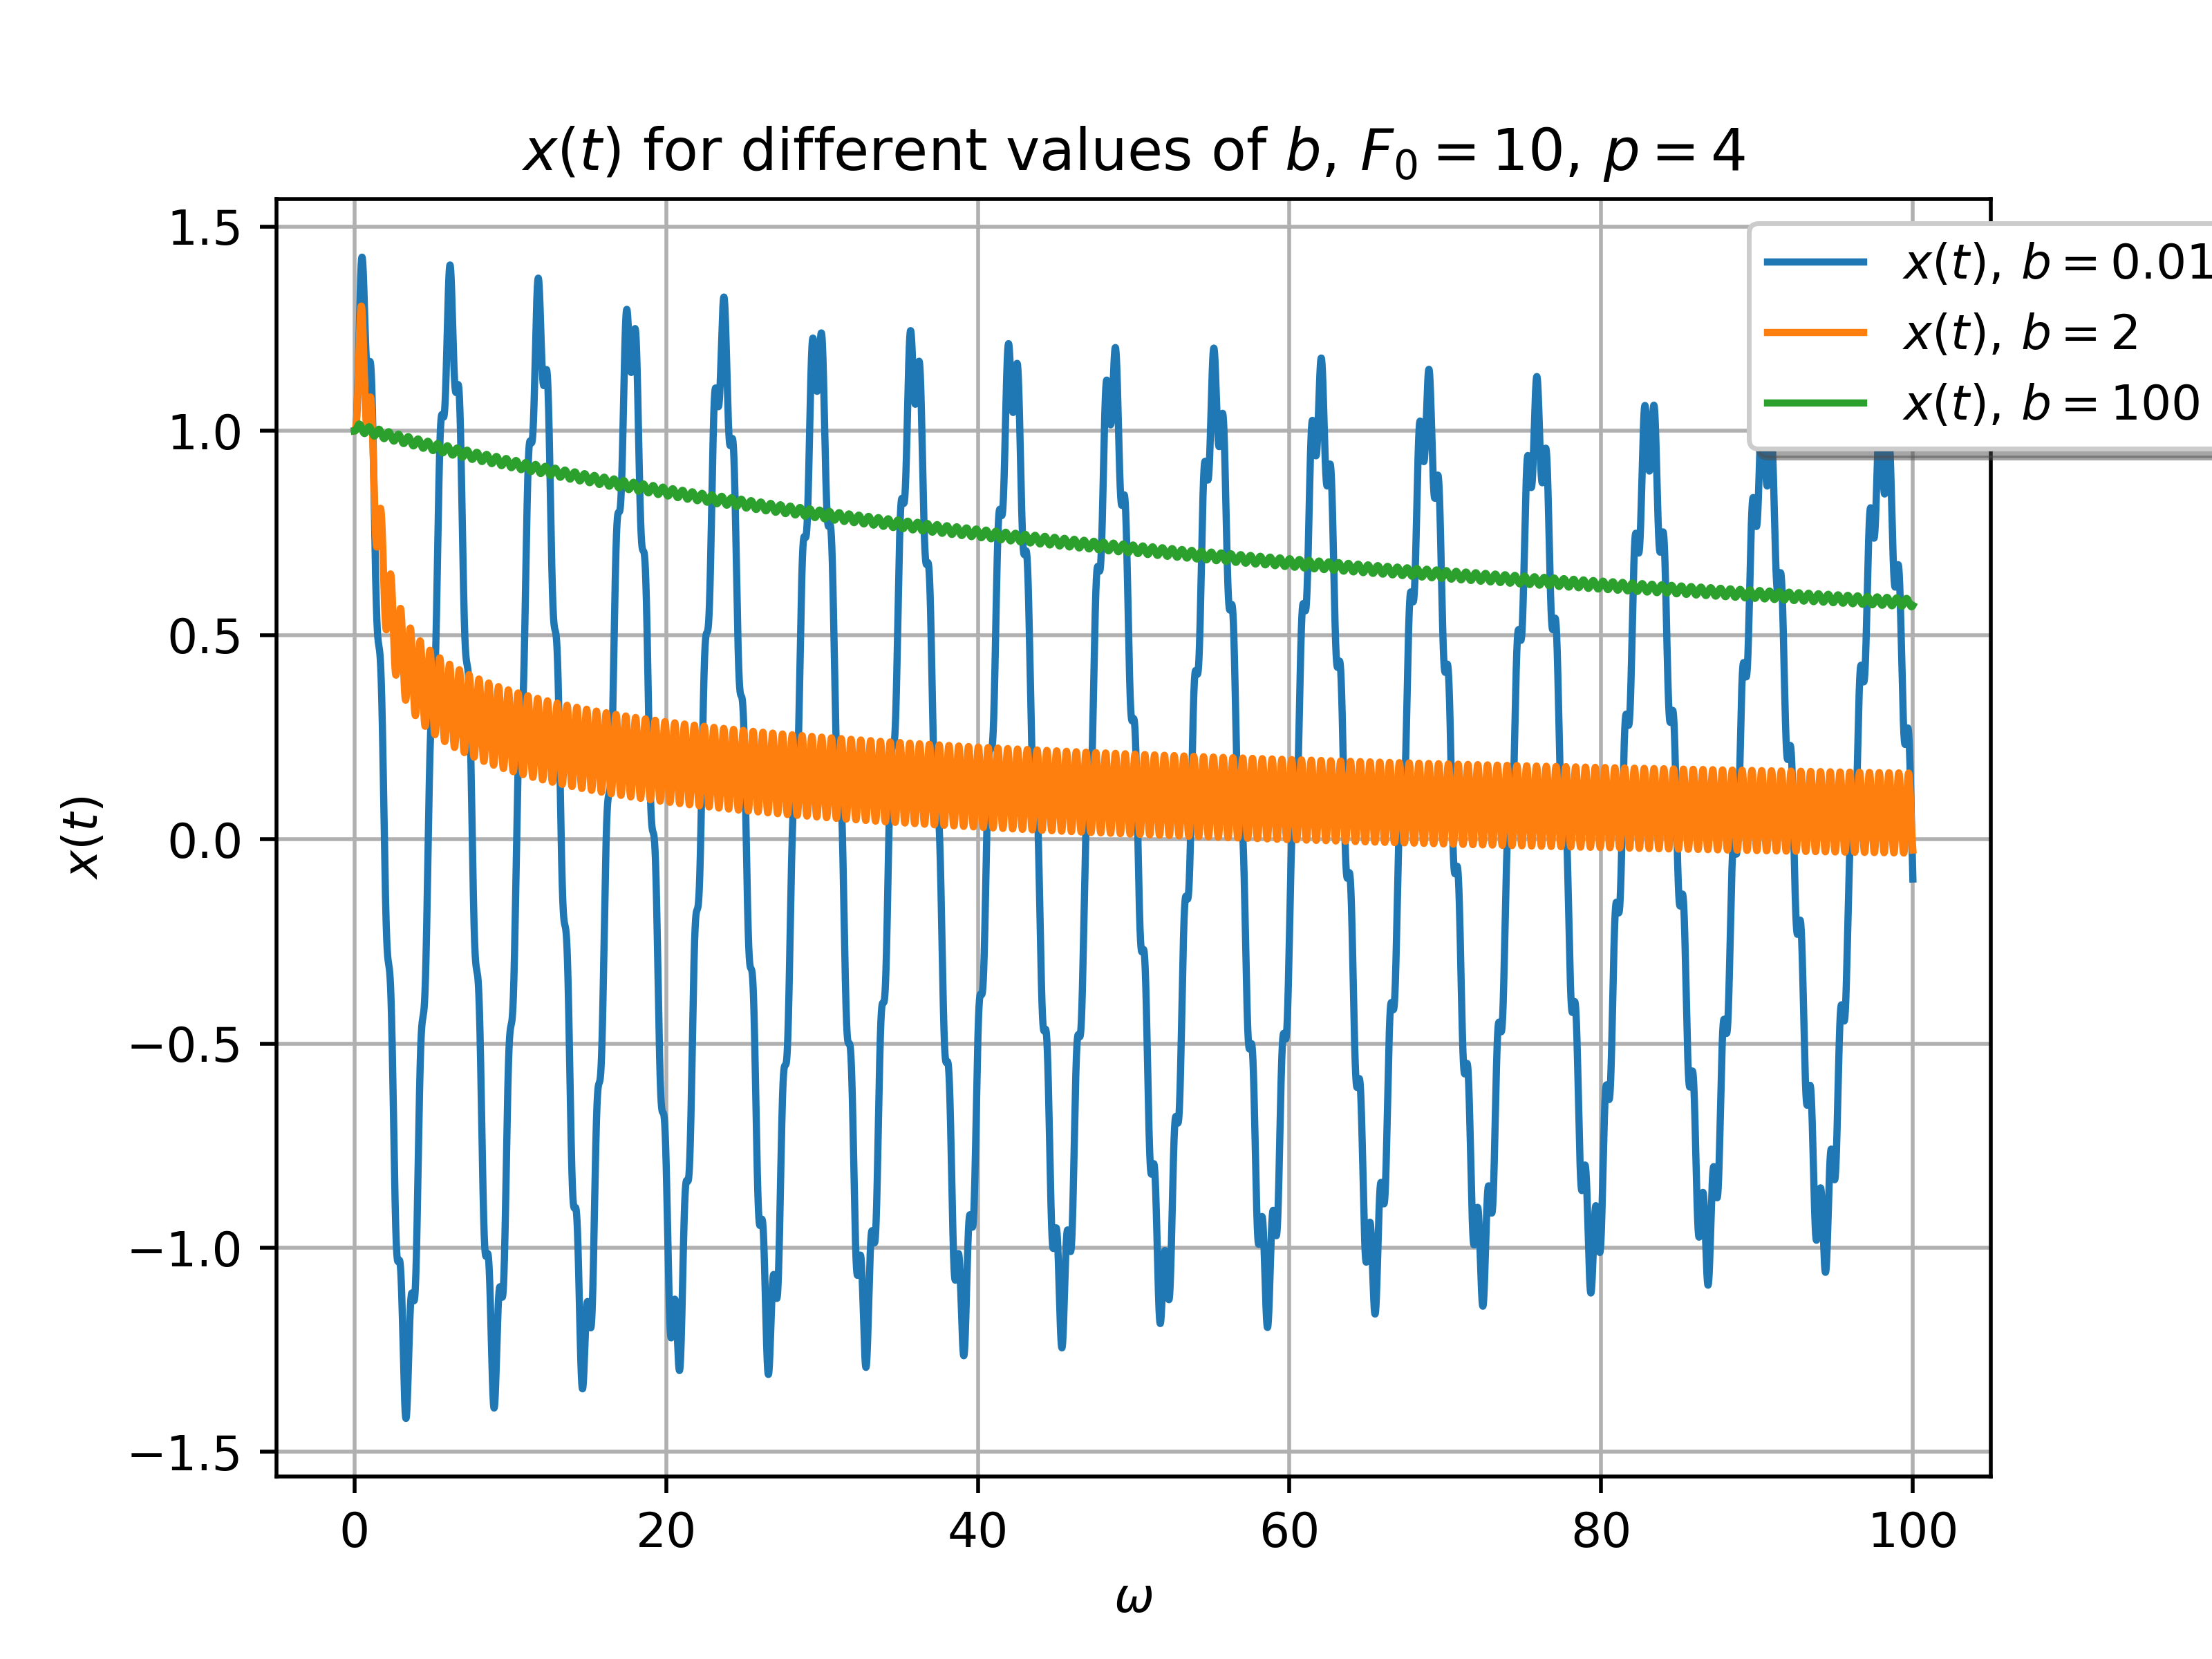 x(t) for different values of b, F₀ = 10, p = 4
1.5
1.0
0.5
0.0
−0.5
−1.0
−1.5
x(t)
x(t), b = 0.01
x(t), b = 2
x(t), b = 100
0 20 40 60 80 100
ω